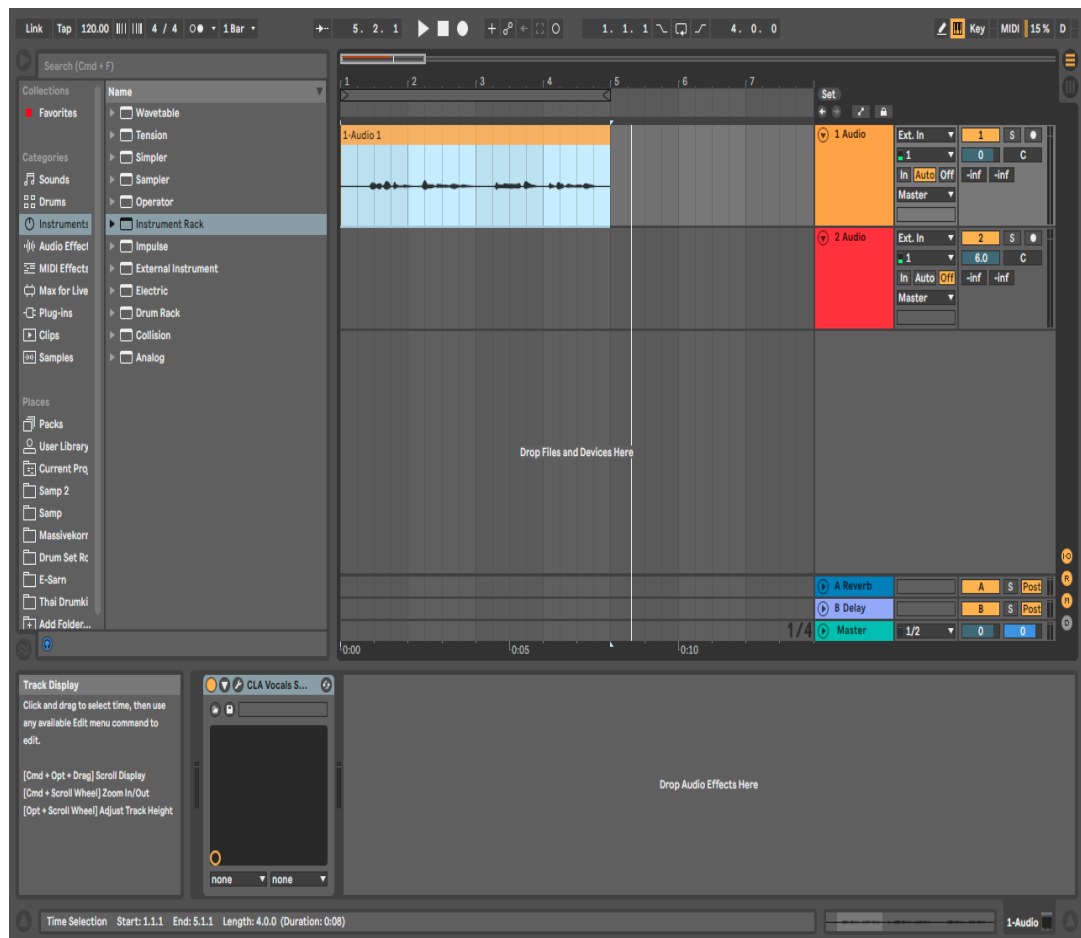 Link Tap 120.00 4 / 4 1 Bar 5. 2. 1 1. 1. 1 4. 0. 0 Key MIDI 15 % D
Search (Cmd + F)
Collections
Favorites
Categories
Sounds
Drums
Instruments
Audio Effect
MIDI Effects
Max for Live
Plug-ins
Clips
Samples
Places
Packs
User Library
Current Proj
Samp 2
Samp
Massivekorr
Drum Set Rc
E-Sarn
Thai Drumki
Add Folder...
Name
Wavetable
Tension
Simpler
Sampler
Operator
Instrument Rack
Impulse
External Instrument
Electric
Drum Rack
Collision
Analog
1 2 3 4 5 6 7
Set
1-Audio 1
1 Audio Ext. In 1 S
1 0 C
In Auto Off -inf -inf
Master
2 Audio Ext. In 2 S
1 6.0 C
In Auto Off -inf -inf
Master
Drop Files and Devices Here
I·O
R
M
D
A Reverb A S Post
B Delay B S Post
1/4 Master 1/2 0 0
0:00 0:05 0:10
Track Display
Click and drag to select time, then use
any available Edit menu command to
edit.
[Cmd + Opt + Drag] Scroll Display
[Cmd + Scroll Wheel] Zoom In/Out
[Opt + Scroll Wheel] Adjust Track Height
CLA Vocals S...
none none
Drop Audio Effects Here
Time Selection Start: 1.1.1 End: 5.1.1 Length: 4.0.0 (Duration: 0:08)
1-Audio